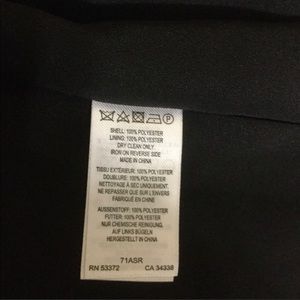 SHELL: 100% POLYESTER
LINING: 100% POLYESTER
DRY CLEAN ONLY
IRON ON REVERSE SIDE
MADE IN CHINA
TISSU EXTÉRIEUR: 100% POLYESTER
DOUBLURE: 100% POLYESTER
NETTOYAGE À SEC UNIQUEMENT
NE REPASSER QUE SUR L'ENVERS
FABRIQUÉ EN CHINE
AUSSENSTOFF: 100% POLYESTER
FUTTER: 100% POLYESTER
NUR CHEMISCHE REINIGUNG,
AUF LINKS BÜGELN
HERGESTELLT IN CHINA
71ASR
RN 53372 CA 34338